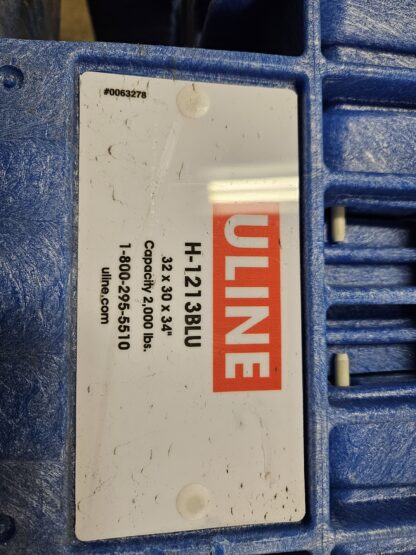 #0063278
ULINE
H-1213BLU
32 x 30 x 34"
Capacity 2,000 lbs.
1-800-295-5510
uline.com